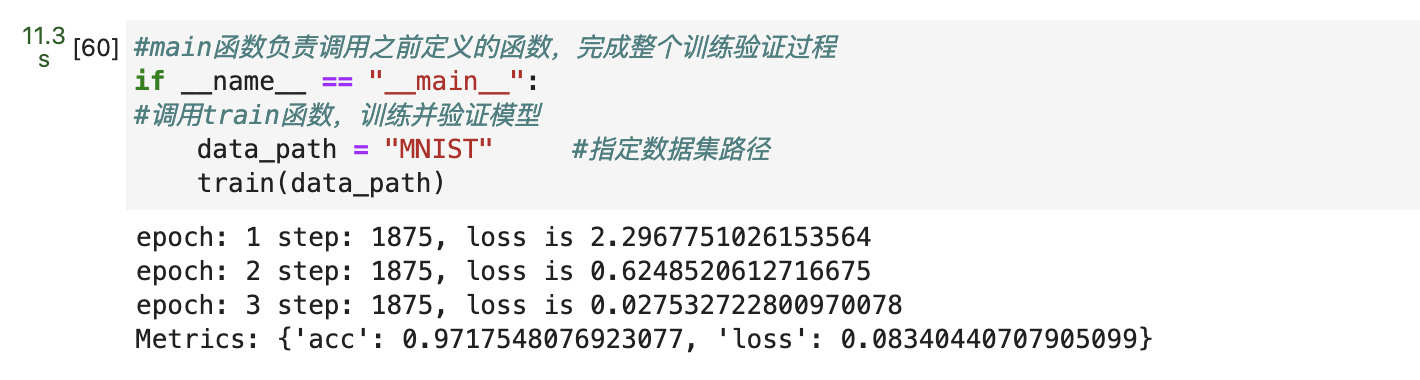 11.3
s
[60]
#main函数负责调用之前定义的函数，完成整个训练验证过程
if __name__ == "__main__":
#调用train函数，训练并验证模型
    data_path = "MNIST"     #指定数据集路径
    train(data_path)
epoch: 1 step: 1875, loss is 2.2967751026153564
epoch: 2 step: 1875, loss is 0.6248520612716675
epoch: 3 step: 1875, loss is 0.027532722800970078
Metrics: {'acc': 0.9717548076923077, 'loss': 0.08340440707905099}